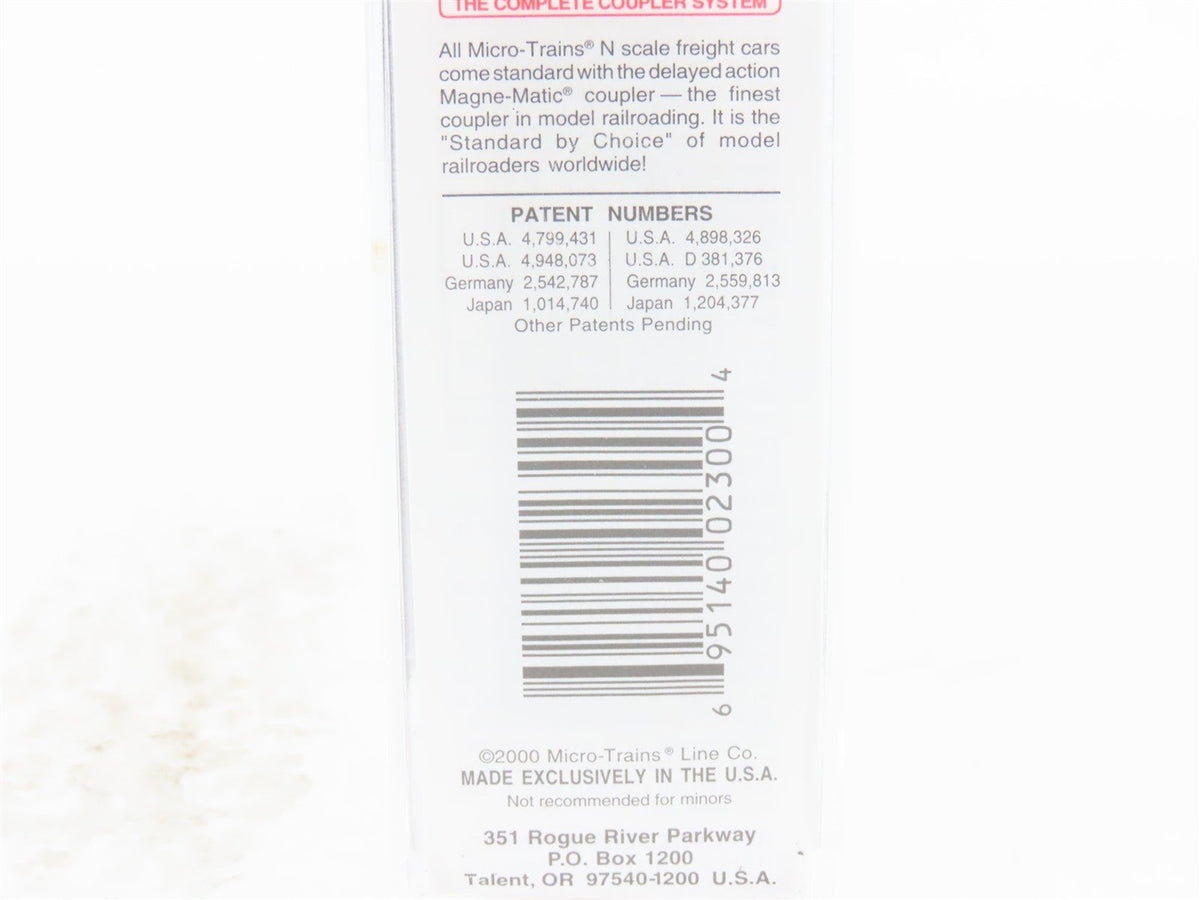 THE COMPLETE COUPLER SYSTEM
All Micro-Trains® N scale freight cars
come standard with the delayed action
Magne-Matic® coupler — the finest
coupler in model railroading. It is the
"Standard by Choice" of model
railroaders worldwide!
PATENT NUMBERS
U.S.A. 4,799,431 | U.S.A. 4,898,326
U.S.A. 4,948,073 | U.S.A. D 381,376
Germany 2,542,787 | Germany 2,559,813
Japan 1,014,740 | Japan 1,204,377
Other Patents Pending
6 95140 02300 4
©2000 Micro-Trains® Line Co.
MADE EXCLUSIVELY IN THE U.S.A.
Not recommended for minors
351 Rogue River Parkway
P.O. Box 1200
Talent, OR 97540-1200 U.S.A.